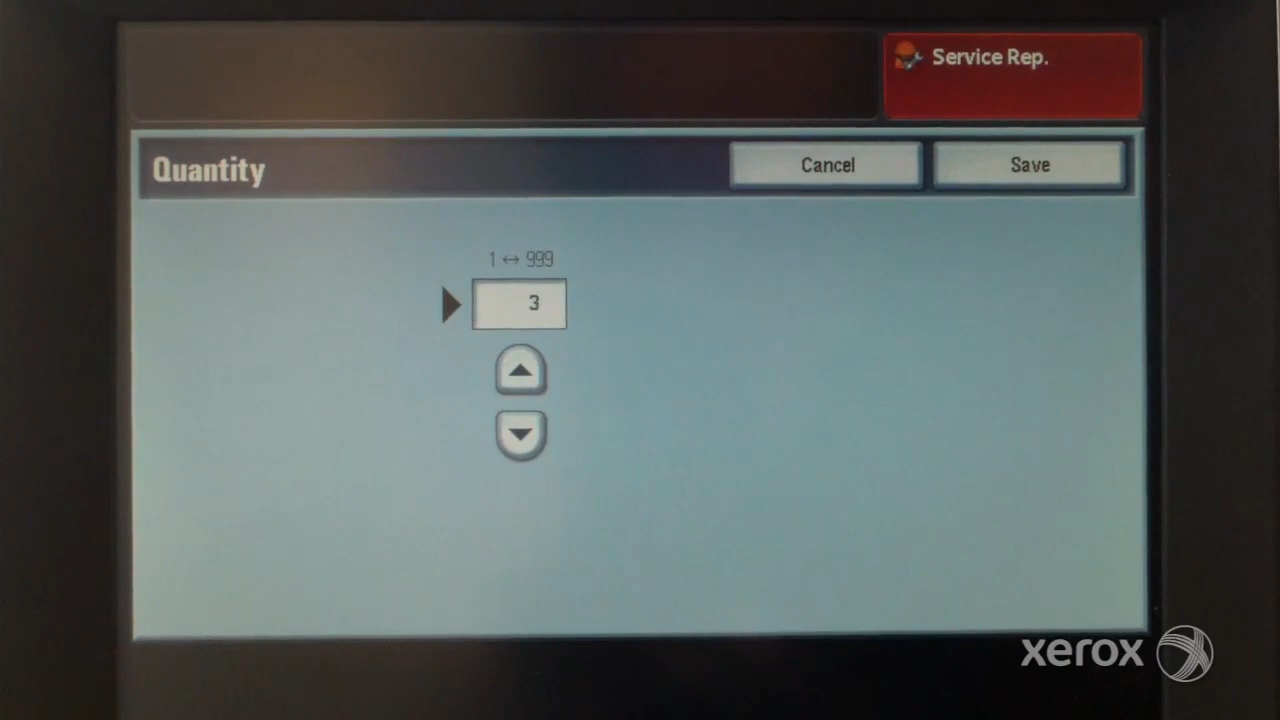 Service Rep.
Quantity
Cancel
Save
1 ↔ 999
3
xerox